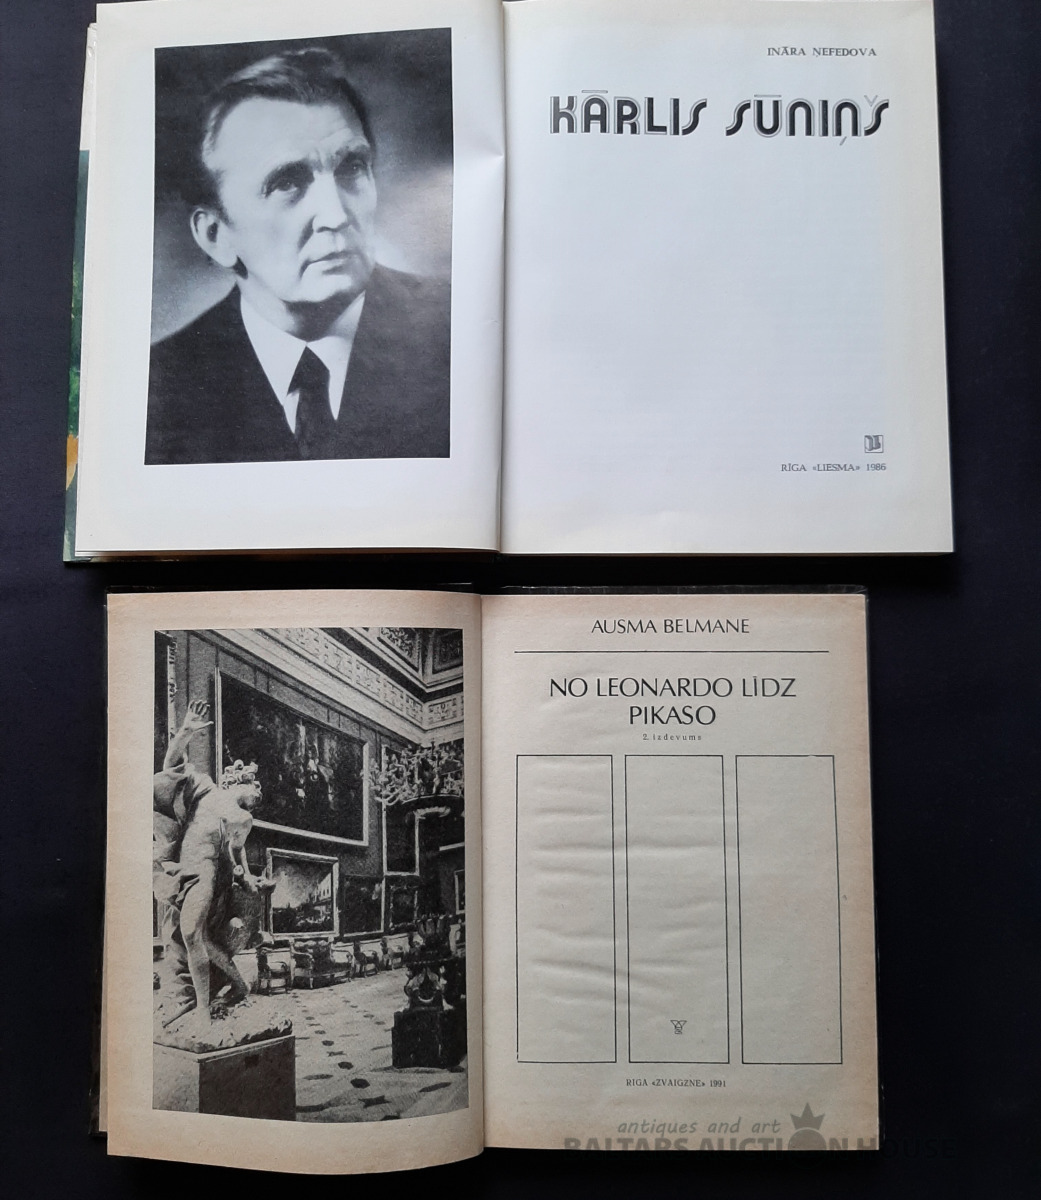 INĀRA ŅEFEDOVA
KĀRLIS SŪNIŅŠ
RĪGA «LIESMA» 1986
AUSMA BELMANE
NO LEONARDO LĪDZ
PIKASO
2. izdevums
RĪGA «ZVAIGZNE» 1991
antiques and art
BALTARS AUCTION HOUSE